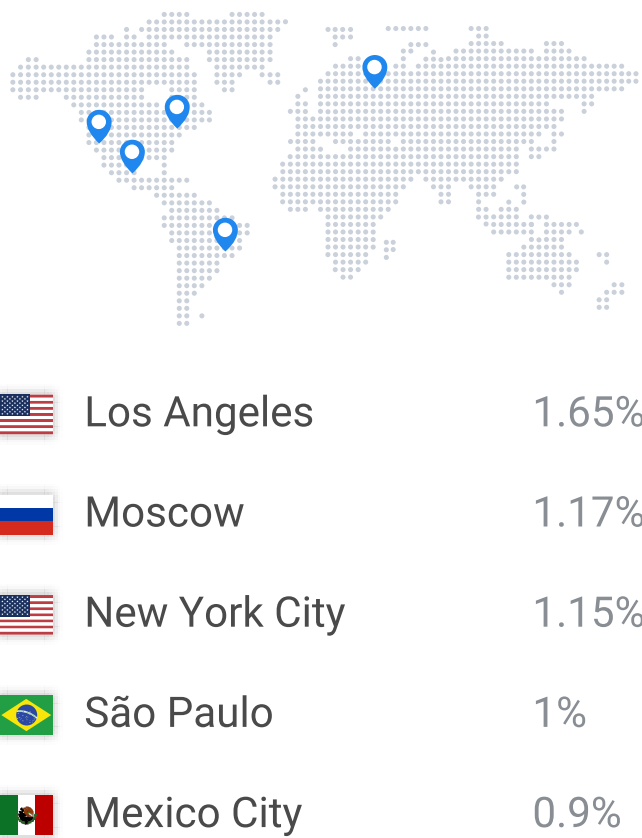 Los Angeles 1.65%
Moscow 1.17%
New York City 1.15%
São Paulo 1%
Mexico City 0.9%